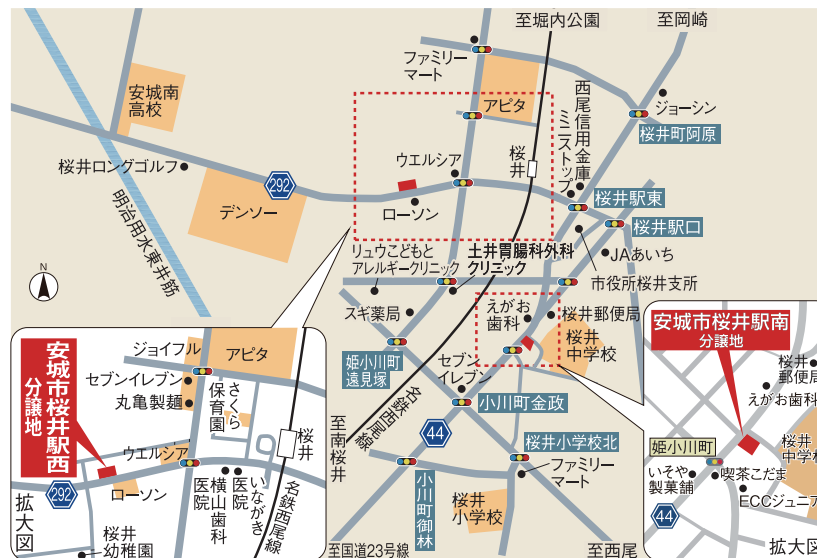 至堀内公園
至岡崎
ファミリー
マート
アピタ
安城南
高校
ジョーシン
西尾信用金庫
ミニストップ
桜井町阿原
桜井
ウエルシア
桜井ロングゴルフ
292
デンソー
ローソン
桜井駅東
桜井駅口
明治用水東井筋
JAあいち
市役所桜井支所
リュウこどもと
アレルギークリニック
土井胃腸科外科
クリニック
N
スギ薬局
えがお
歯科
桜井郵便局
桜井
中学校
姫小川町
遠見塚
セブン
イレブン
名鉄西尾線
小川町金政
至南桜井
44
桜井小学校北
ファミリー
マート
小川町御林
桜井
小学校
至国道23号線
至西尾
安城市桜井駅西
分譲地
ジョイフル
アピタ
セブンイレブン
丸亀製麺
さくら
保育園
ウエルシア
桜井
292
ローソン
横山歯科
医院
いながき
医院
名鉄西尾線
拡大図
桜井
幼稚園
安城市桜井駅南
分譲地
桜井
郵便局
えがお歯科
姫小川町
桜井
中学校
いそや
製菓舗
喫茶こだま
ECCジュニア
44
拡大図